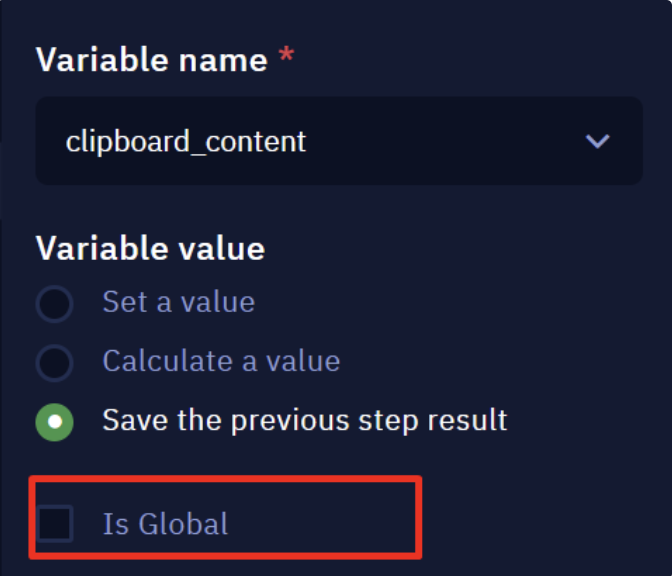 Variable name *
clipboard_content
Variable value
Set a value
Calculate a value
Save the previous step result
Is Global